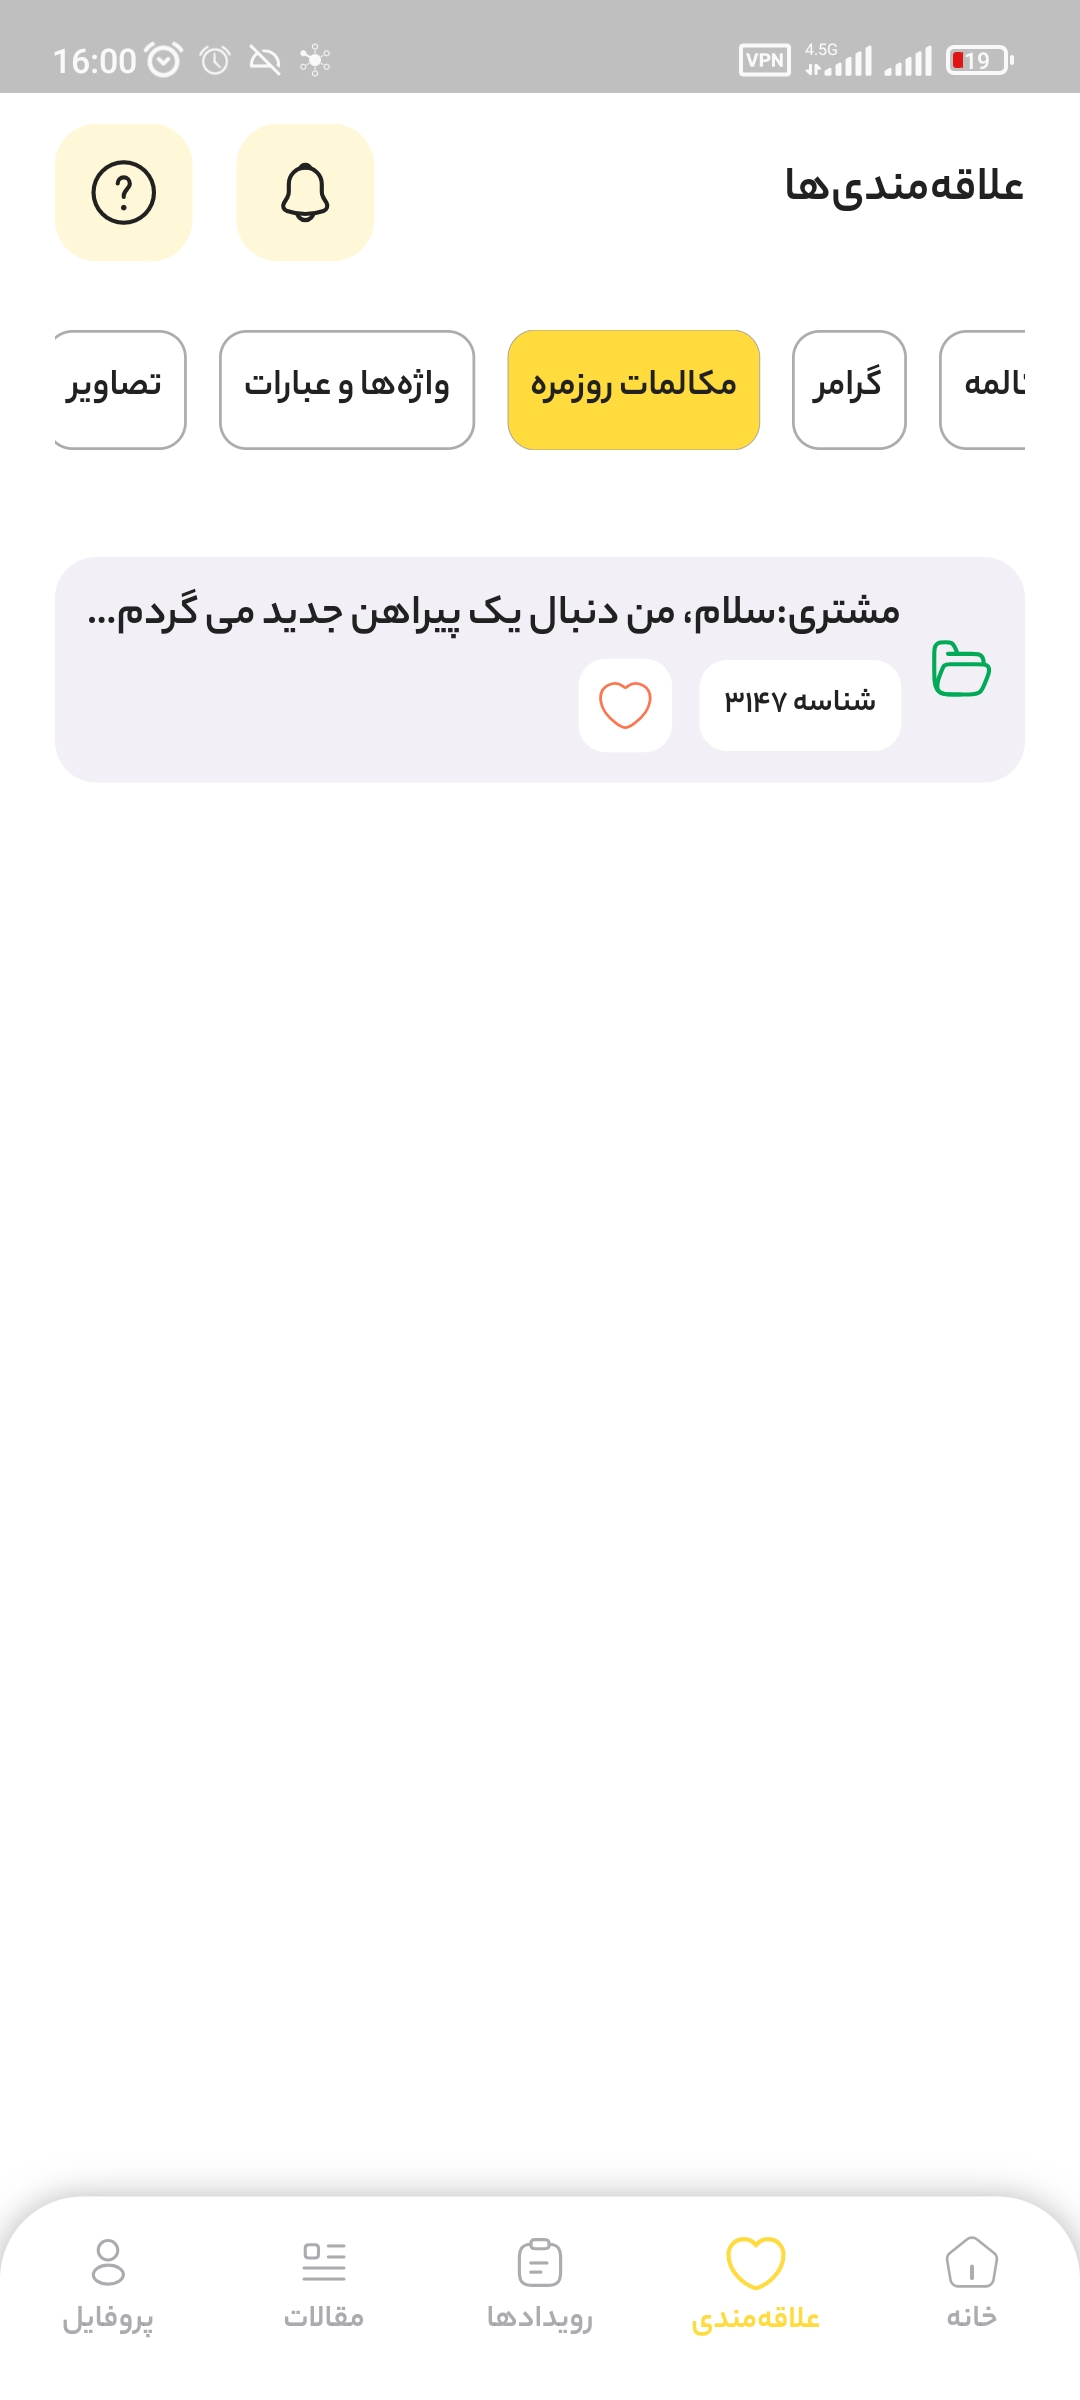 16:00
VPN 4.5G 19
علاقه‌مندی‌ها
گرامر مکالمات روزمره واژه‌ها و عبارات تصاویر
مشتری:سلام، من دنبال یک پیراهن جدید می گردم...
شناسه ۳۱۴۷
خانه علاقه‌مندی رویدادها مقالات پروفایل